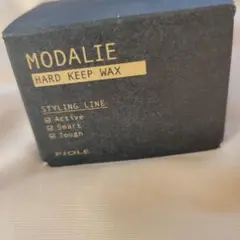 MODALIE
HARD KEEP WAX
STYLING LINE
☑ Active
☑ Smart
☑ Tough
FIOLE